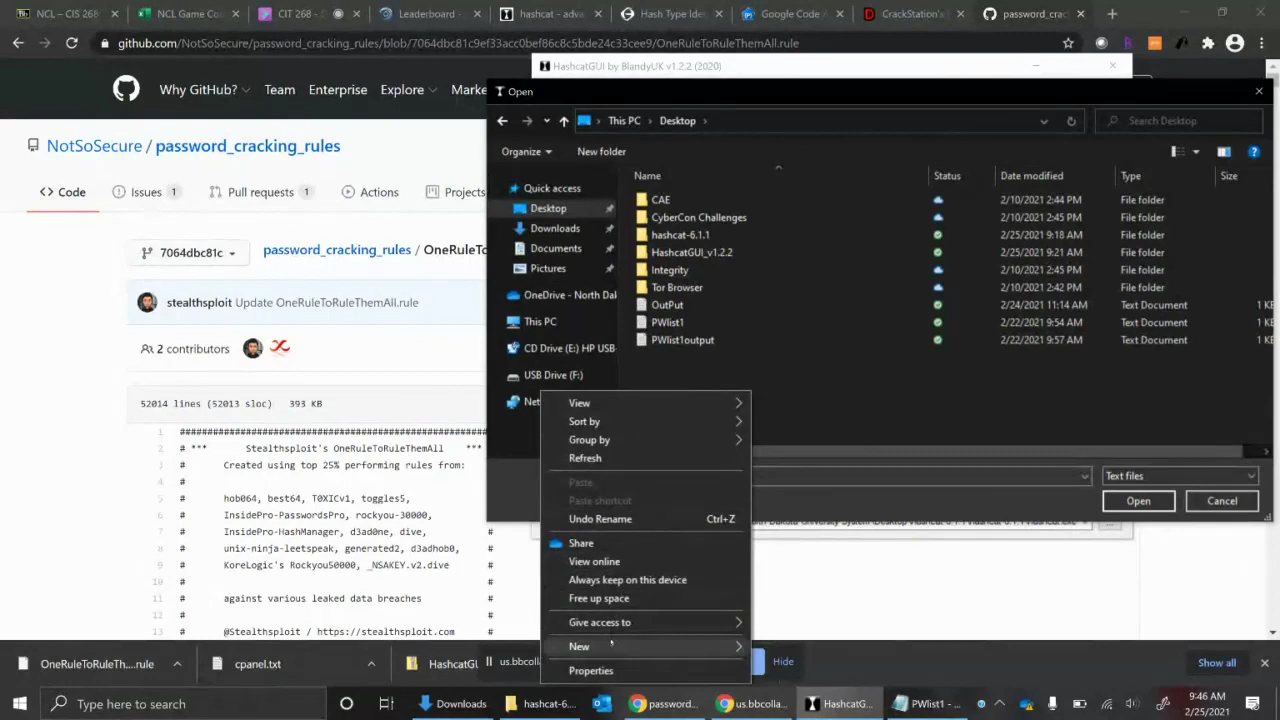 NCL – CIS 268
NCL Game Co
CIT 268 -
Leaderboard
hashcat - adva
Hash Type Ide
Google Code
CrackStation's
password_crac
github.com/NotSoSecure/password_cracking_rules/blob/7064dbc81c9ef33acc0bef86c8c5bde24c33cee9/OneRuleToRuleThemAll.rule
HashcatGUI by BlandyUK v1.2.2 (2020)
Why GitHub?
Team
Enterprise
Explore
Marke
Open
This PC
Desktop
Search Desktop
Organize
New folder
NotSoSecure / password_cracking_rules
Name
Status
Date modified
Type
Size
Code
Issues 1
Pull requests 1
Actions
Projects
Quick access
Desktop
Downloads
Documents
Pictures
OneDrive - North Dak
This PC
CD Drive (E:) HP USB-
USB Drive (F:)
Net
CAE 2/10/2021 2:44 PM File folder
CyberCon Challenges 2/10/2021 2:45 PM File folder
hashcat-6.1.1 2/25/2021 9:18 AM File folder
HashcatGUI_v1.2.2 2/25/2021 9:21 AM File folder
Integrity 2/10/2021 2:45 PM File folder
Tor Browser 2/10/2021 2:42 PM File folder
OutPut 2/24/2021 11:14 AM Text Document 1 K
PWlist1 2/22/2021 9:54 AM Text Document 1 K
PWlist1output 2/22/2021 9:57 AM Text Document 1 K
7064dbc81c
password_cracking_rules / OneRuleTo
stealthsploit Update OneRuleToRuleThemAll.rule
2 contributors
52014 lines (52013 sloc) 393 KB
1 ################################################
2 # *** Stealthsploit's OneRuleToRuleThemAll ***
3 # Created using top 25% performing rules from: #
4 # #
5 # hob064, best64, T0XICv1, toggles5, #
6 # InsidePro-PasswordsPro, rockyou-30000, #
7 # InsidePro-HashManager, d3ad0ne, dive, #
8 # unix-ninja-leetspeak, generated2, d3adhob0, #
9 # KoreLogic's Rockyou50000, _NSAKEY.v2.dive #
10 # #
11 # against various leaked data breaches #
12 # #
13 # @Stealthsploit / https://stealthsploit.com #
View
Sort by
Group by
Refresh
Paste
Paste shortcut
Undo Rename Ctrl+Z
Share
View online
Always keep on this device
Free up space
Give access to
New
Properties
Text files
Open
Cancel
OneRuleToRuleTh....rule
cpanel.txt
HashcatGU
us.bbcolla
Hide
Show all
Type here to search
Downloads
hashcat-6....
password...
us.bbcolla...
HashcatG...
PWlist1 - ...
9:46 AM
2/25/2021